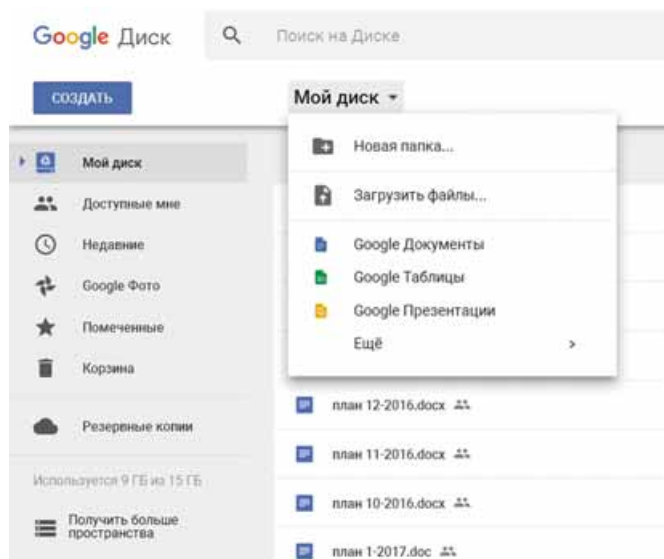 Google Диск
Поиск на Диске
СОЗДАТЬ
Мой диск
Мой диск
Доступные мне
Недавние
Google Фото
Помеченные
Корзина
Резервные копии
Используется 9 ГБ из 15 ГБ
Получить больше
пространства
Новая папка...
Загрузить файлы...
Google Документы
Google Таблицы
Google Презентации
Ещё
план 12-2016.docx
план 11-2016.docx
план 10-2016.docx
план 1-2017.doc